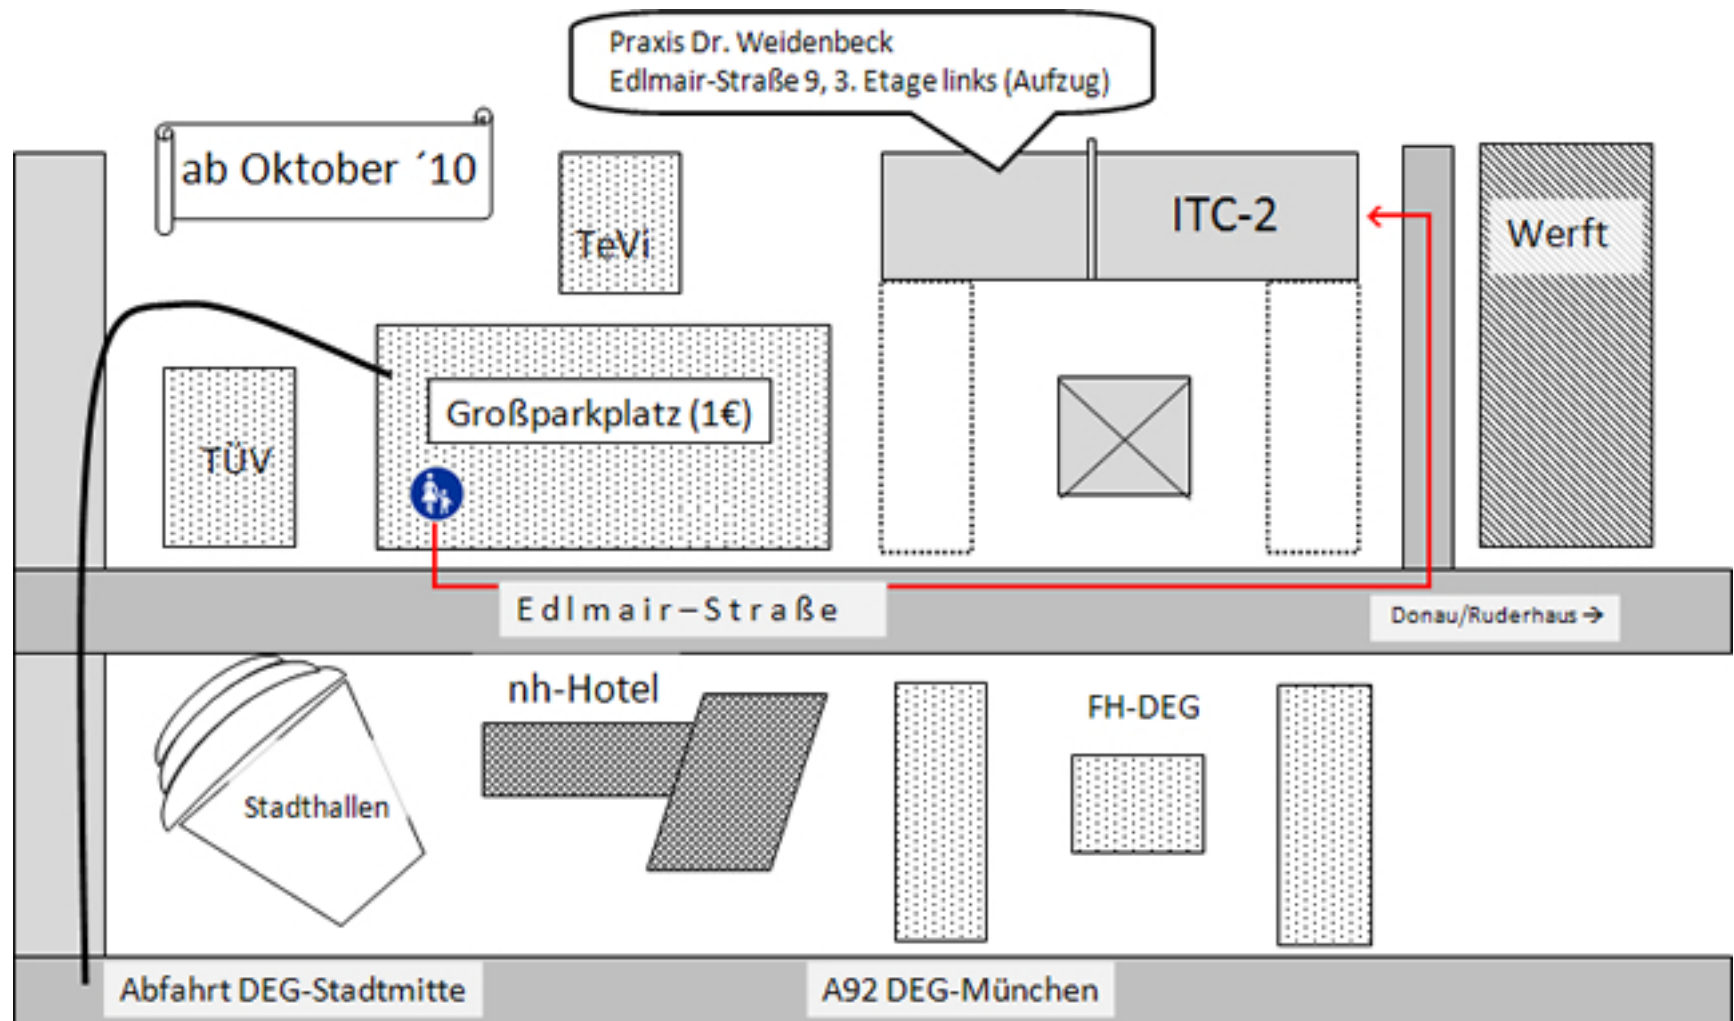 Praxis Dr. Weidenbeck
Edlmair-Straße 9, 3. Etage links (Aufzug)
ab Oktober ´10
TeVi
ITC-2
Werft
Großparkplatz (1€)
TÜV
Edlmair–Straße
Donau/Ruderhaus →
nh-Hotel
FH-DEG
Stadthallen
Abfahrt DEG-Stadtmitte
A92 DEG-München